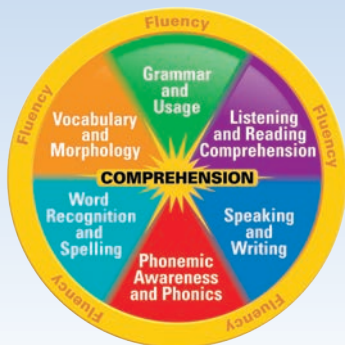 Fluency
Grammar
and
Usage
Fluency
Listening
and Reading
Comprehension
Speaking
and
Writing
Fluency
Phonemic
Awareness
and Phonics
Fluency
Word
Recognition
and
Spelling
Vocabulary
and
Morphology
Fluency
COMPREHENSION